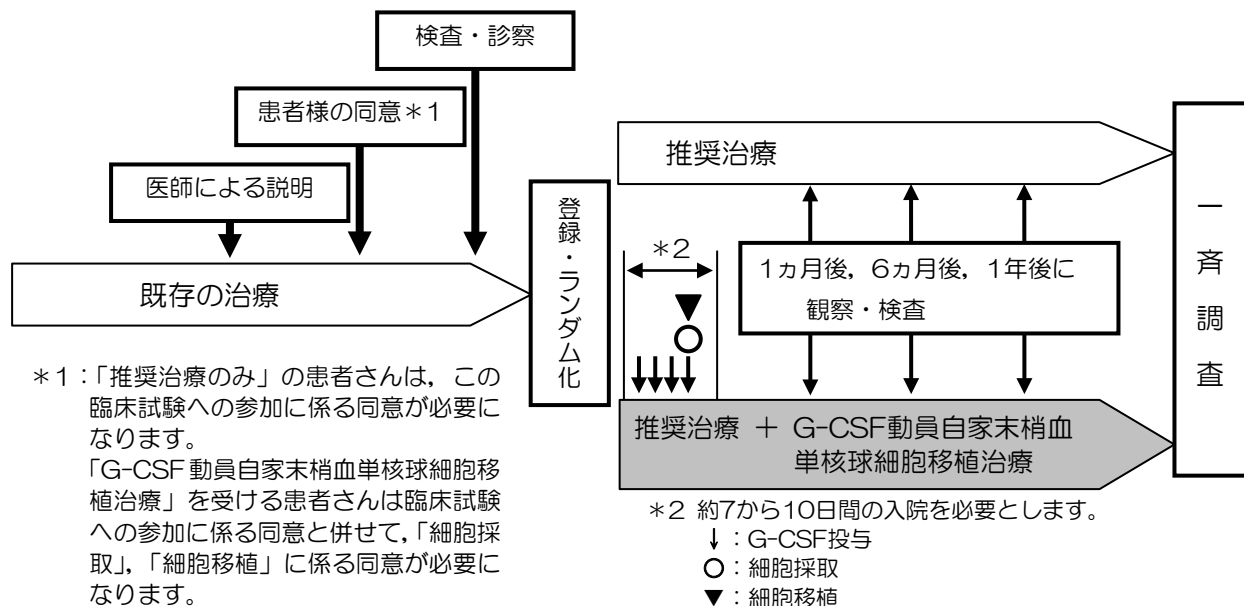 検査・診察
患者様の同意＊1
医師による説明
既存の治療
登録・ランダム化
推奨治療
＊2
1ヵ月後，6ヵ月後，1年後に
観察・検査
推奨治療 ＋ G-CSF動員自家末梢血
単核球細胞移植治療
一斉調査
＊1：「推奨治療のみ」の患者さんは，この
臨床試験への参加に係る同意が必要に
なります。
「G-CSF動員自家末梢血単核球細胞移
植治療」を受ける患者さんは臨床試験
への参加に係る同意と併せて，「細胞採
取」，「細胞移植」に係る同意が必要に
なります。
＊2 約7から10日間の入院を必要とします。
↓：G-CSF投与
○：細胞採取
▼：細胞移植